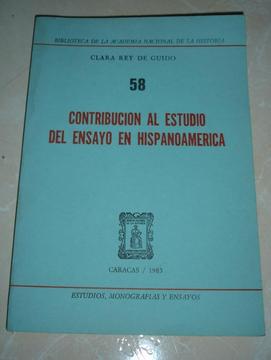 BIBLIOTECA DE LA ACADEMIA NACIONAL DE LA HISTORIA
CLARA REY DE GUIDO
58
CONTRIBUCION AL ESTUDIO
DEL ENSAYO EN HISPANOAMERICA
CARACAS / 1985
ESTUDIOS, MONOGRAFIAS Y ENSAYOS